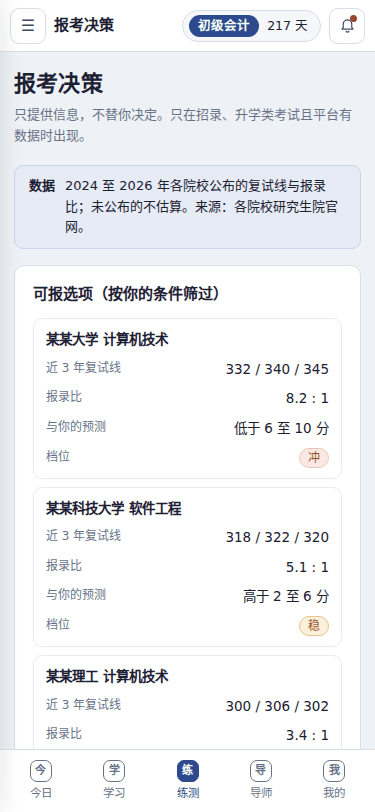 ☰ 报考决策 初级会计 217 天
报考决策
只提供信息，不替你决定。只在招录、升学类考试且平台有
数据时出现。
数据 2024 至 2026 年各院校公布的复试线与报录
比；未公布的不估算。来源：各院校研究生院官
网。
可报选项（按你的条件筛过）
某某大学 计算机技术
近 3 年复试线 332 / 340 / 345
报录比 8.2 : 1
与你的预测 低于 6 至 10 分
档位 冲
某某科技大学 软件工程
近 3 年复试线 318 / 322 / 320
报录比 5.1 : 1
与你的预测 高于 2 至 6 分
档位 稳
某某理工 计算机技术
近 3 年复试线 300 / 306 / 302
报录比 3.4 : 1
今 学 练 导 我
今日 学习 练测 导师 我的